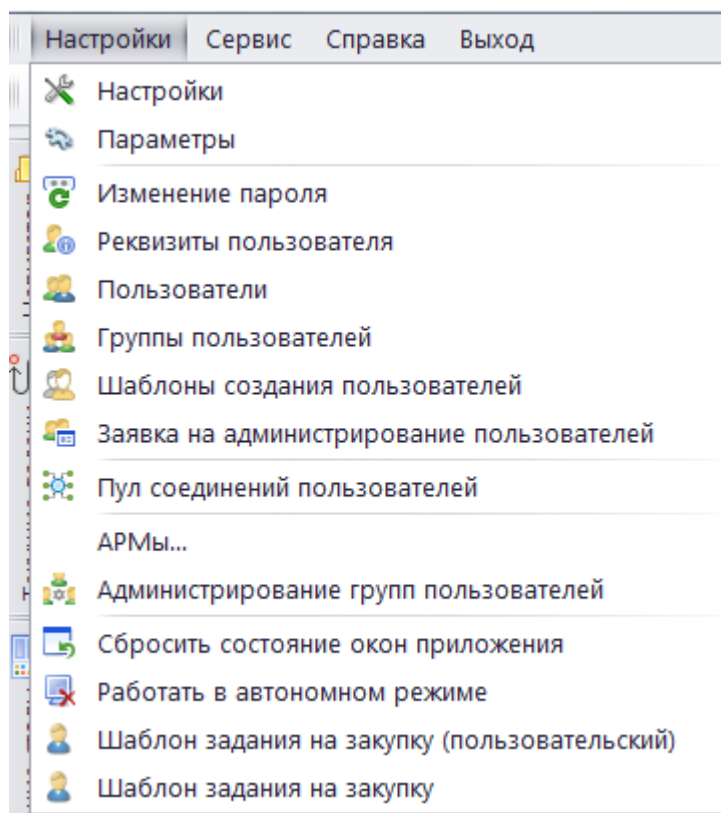 Настройки Сервис Справка Выход
Настройки
Параметры
Изменение пароля
Реквизиты пользователя
Пользователи
Группы пользователей
Шаблоны создания пользователей
Заявка на администрирование пользователей
Пул соединений пользователей
АРМы...
Администрирование групп пользователей
Сбросить состояние окон приложения
Работать в автономном режиме
Шаблон задания на закупку (пользовательский)
Шаблон задания на закупку